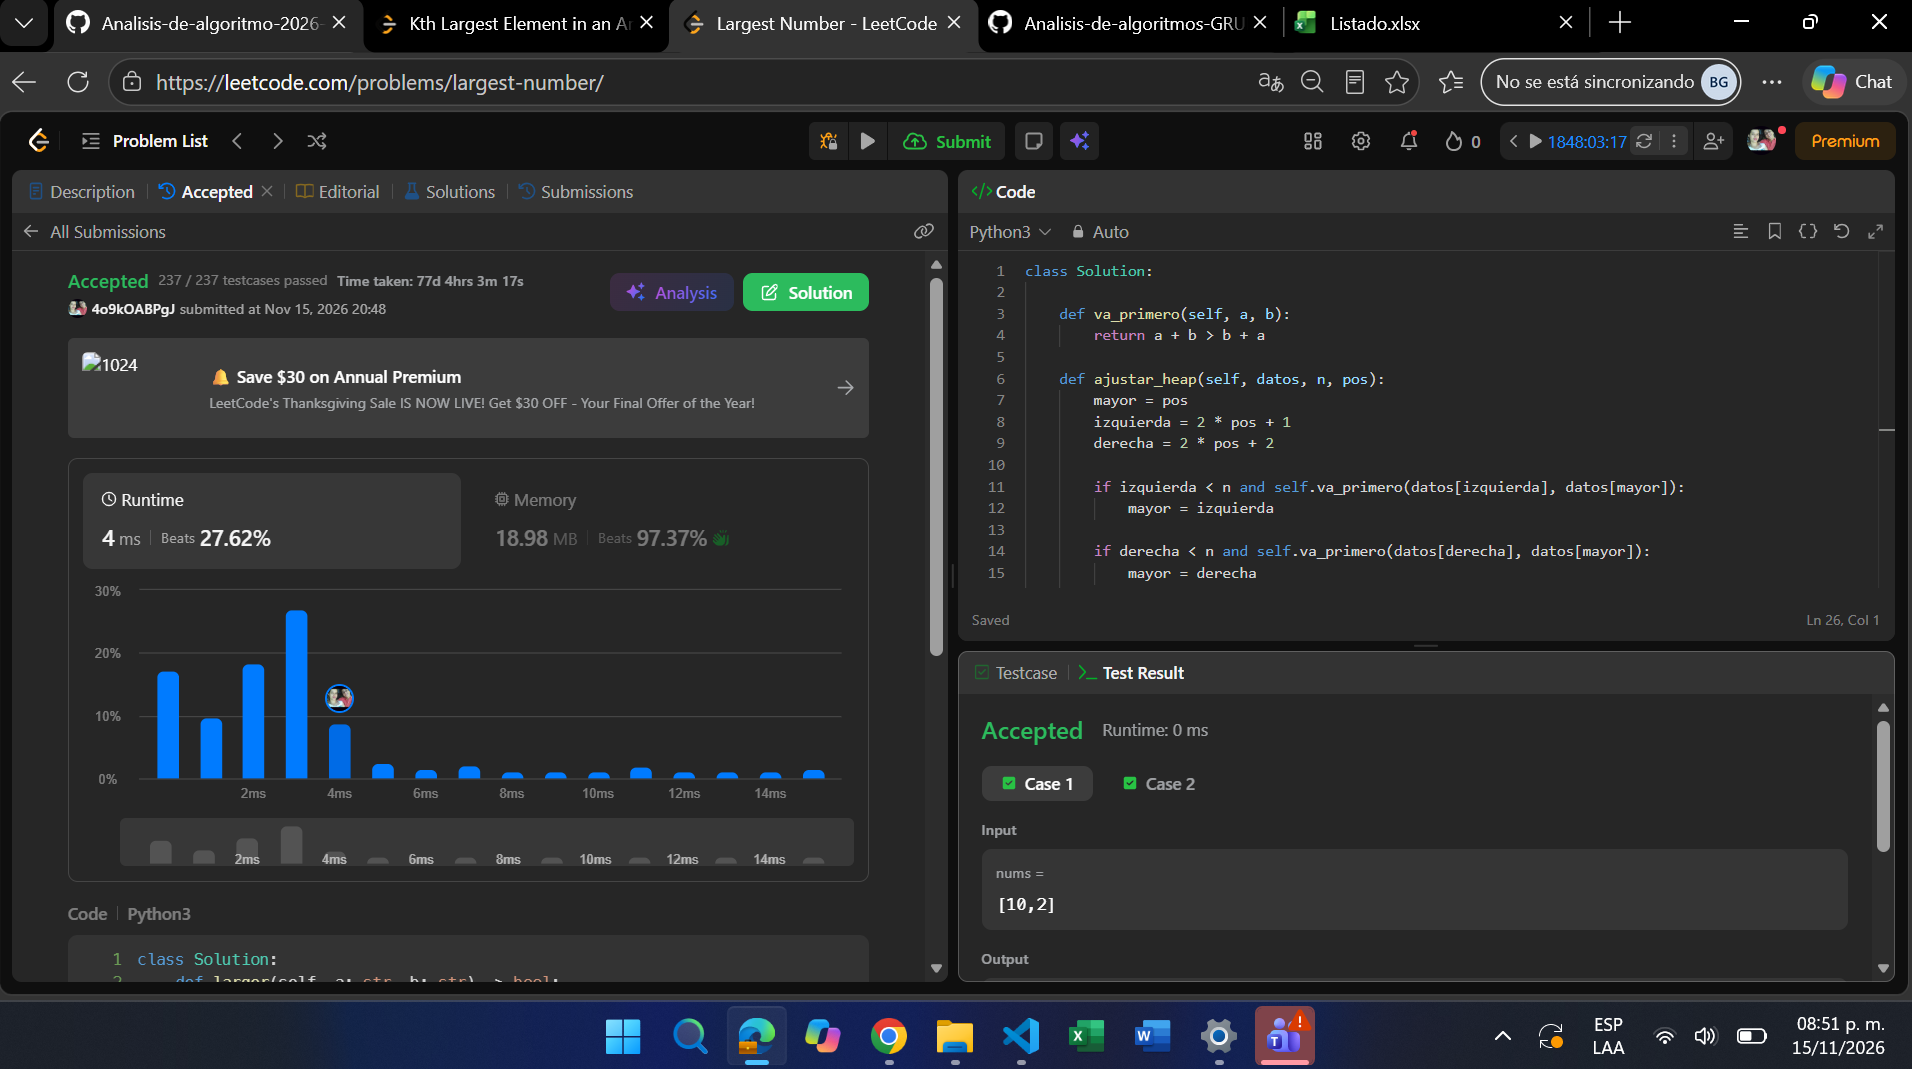 Analisis-de-algoritmo-2026-
Kth Largest Element in an A
Largest Number - LeetCode
Analisis-de-algoritmos-GRU
Listado.xlsx
https://leetcode.com/problems/largest-number/
No se está sincronizando
BG
Chat
Problem List
Submit
0
1848:03:17
Premium
Description
Accepted
Editorial
Solutions
Submissions
All Submissions
Accepted 237 / 237 testcases passed Time taken: 77d 4hrs 3m 17s
4o9kOABPgJ submitted at Nov 15, 2026 20:48
Analysis
Solution
1024
Save $30 on Annual Premium
LeetCode's Thanksgiving Sale IS NOW LIVE! Get $30 OFF - Your Final Offer of the Year!
Runtime
4 ms Beats 27.62%
Memory
18.98 MB Beats 97.37%
30%
20%
10%
0%
2ms 4ms 6ms 8ms 10ms 12ms 14ms
2ms 4ms 6ms 8ms 10ms 12ms 14ms
Code Python3
1 class Solution:
2 def larger(self, a: str, b: str) -> bool:
Code
Python3
Auto
1 class Solution:
2
3 def va_primero(self, a, b):
4 return a + b > b + a
5
6 def ajustar_heap(self, datos, n, pos):
7 mayor = pos
8 izquierda = 2 * pos + 1
9 derecha = 2 * pos + 2
10
11 if izquierda < n and self.va_primero(datos[izquierda], datos[mayor]):
12 mayor = izquierda
13
14 if derecha < n and self.va_primero(datos[derecha], datos[mayor]):
15 mayor = derecha
Saved
Ln 26, Col 1
Testcase
Test Result
Accepted Runtime: 0 ms
Case 1
Case 2
Input
nums =
[10,2]
Output
ESP
LAA
08:51 p. m.
15/11/2026